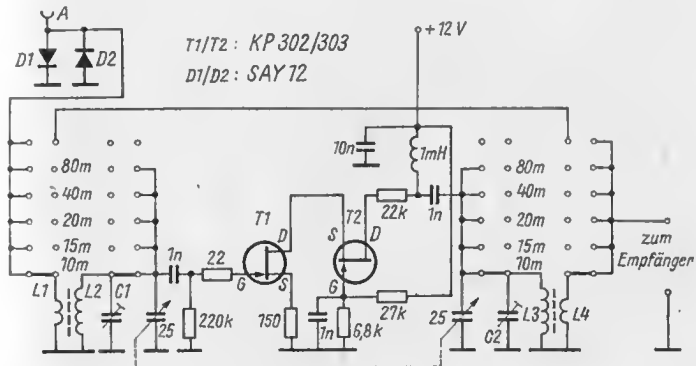 A
D1
D2
T1/T2: KP 302/303
D1/D2: SAY 12
+12V
10n
1mH
80m
40m
20m
15m
10m
L1
L2
C1
25
1n
22
220k
T1
G
D
S
150
T2
S
D
G
1n
6,8k
22k
27k
1n
80m
40m
20m
15m
10m
25
C2
L3
L4
zum
Empfänger